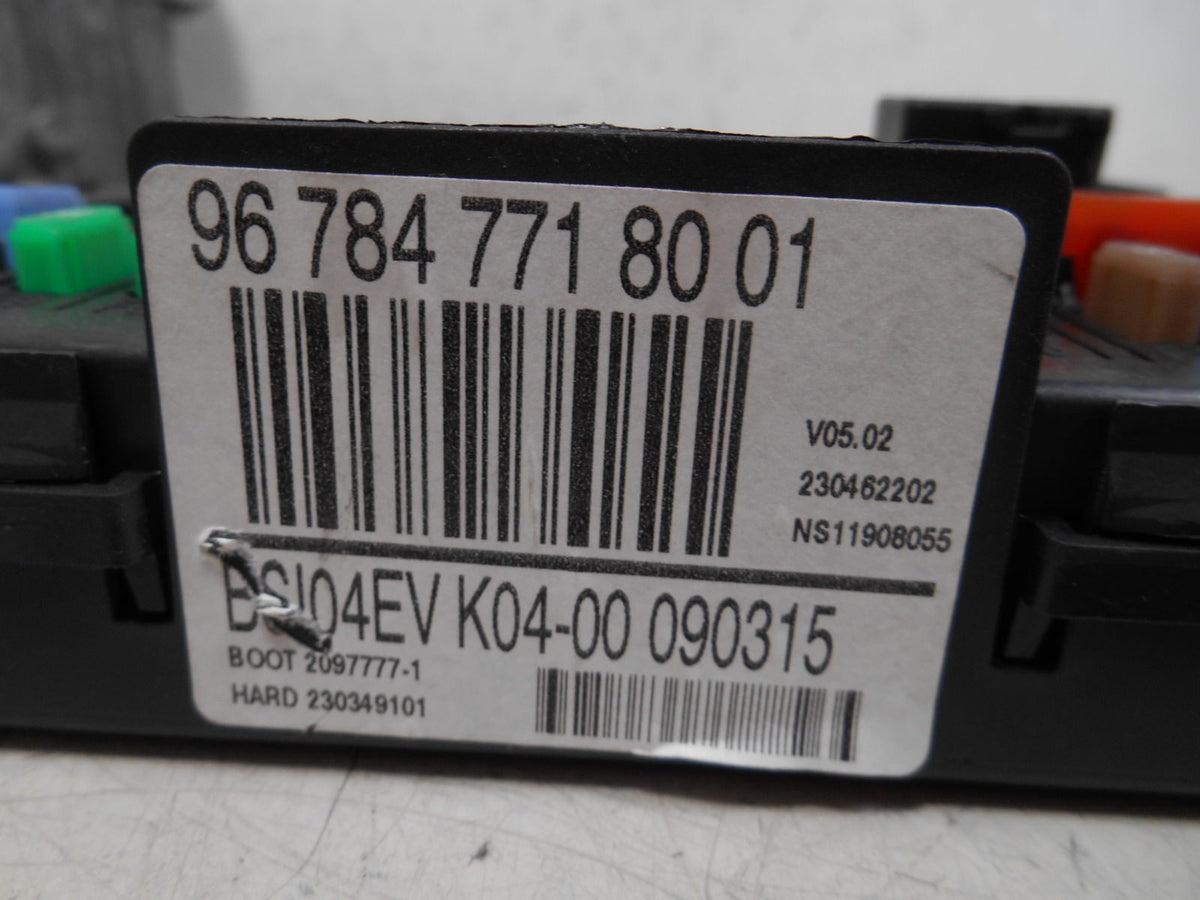 96 784 771 80 01
V05.02
230462202
NS11908055
BSI04EV K04-00 090315
BOOT 2097777-1
HARD 230349101